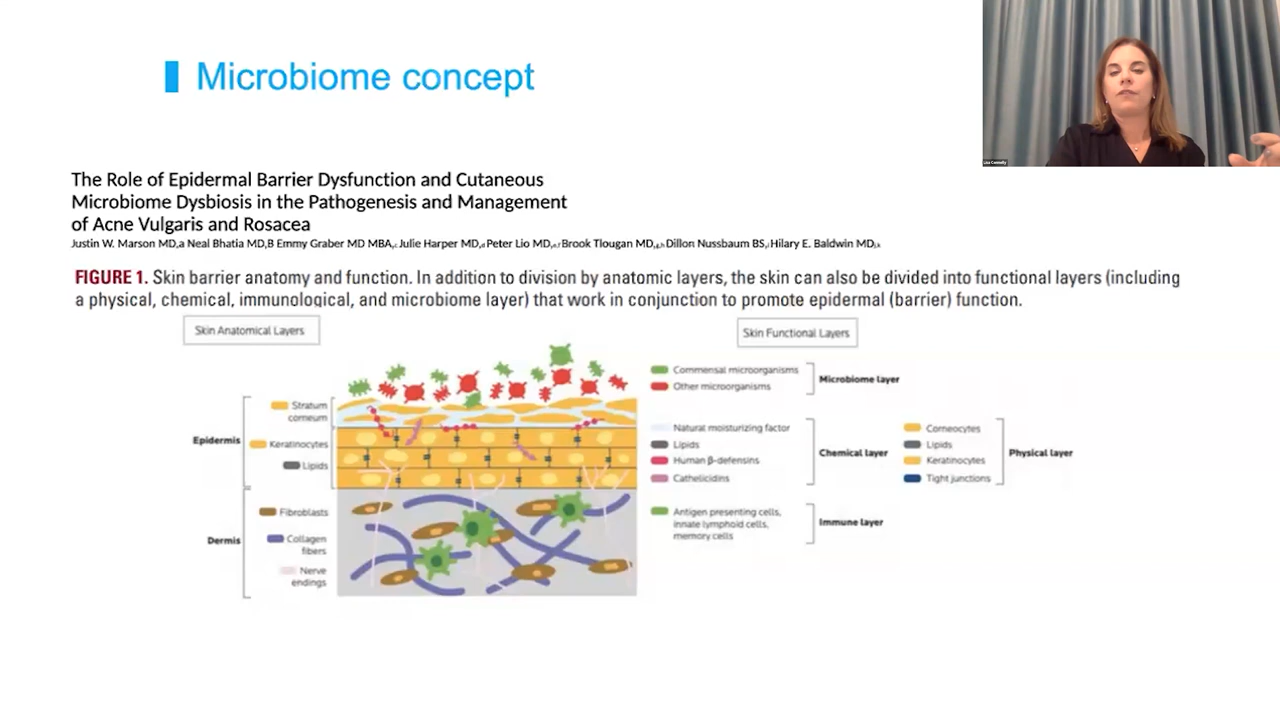 Microbiome concept
The Role of Epidermal Barrier Dysfunction and Cutaneous
Microbiome Dysbiosis in the Pathogenesis and Management
of Acne Vulgaris and Rosacea
Justin W. Marson MD,a Neal Bhatia MD,B Emmy Graber MD MBA, Julie Harper MD, Peter Lio MD, Brook Tlougan MD, Dillon Nussbaum BS, Hilary E. Baldwin MD
FIGURE 1. Skin barrier anatomy and function. In addition to division by anatomic layers, the skin can also be divided into functional layers (including
a physical, chemical, immunological, and microbiome layer) that work in conjunction to promote epidermal (barrier) function.
Skin Anatomical Layers
Epidermis
Stratum
corneum
Keratinocytes
Lipids
Dermis
Fibroblasts
Collagen
fibers
Nerve
endings
Skin Functional Layers
Commensal microorganisms
Other microorganisms
Microbiome layer
Natural moisturizing factor
Lipids
Human β-defensins
Cathelicidins
Chemical layer
Corneocytes
Lipids
Keratinocytes
Tight junctions
Physical layer
Antigen presenting cells,
innate lymphoid cells,
memory cells
Immune layer